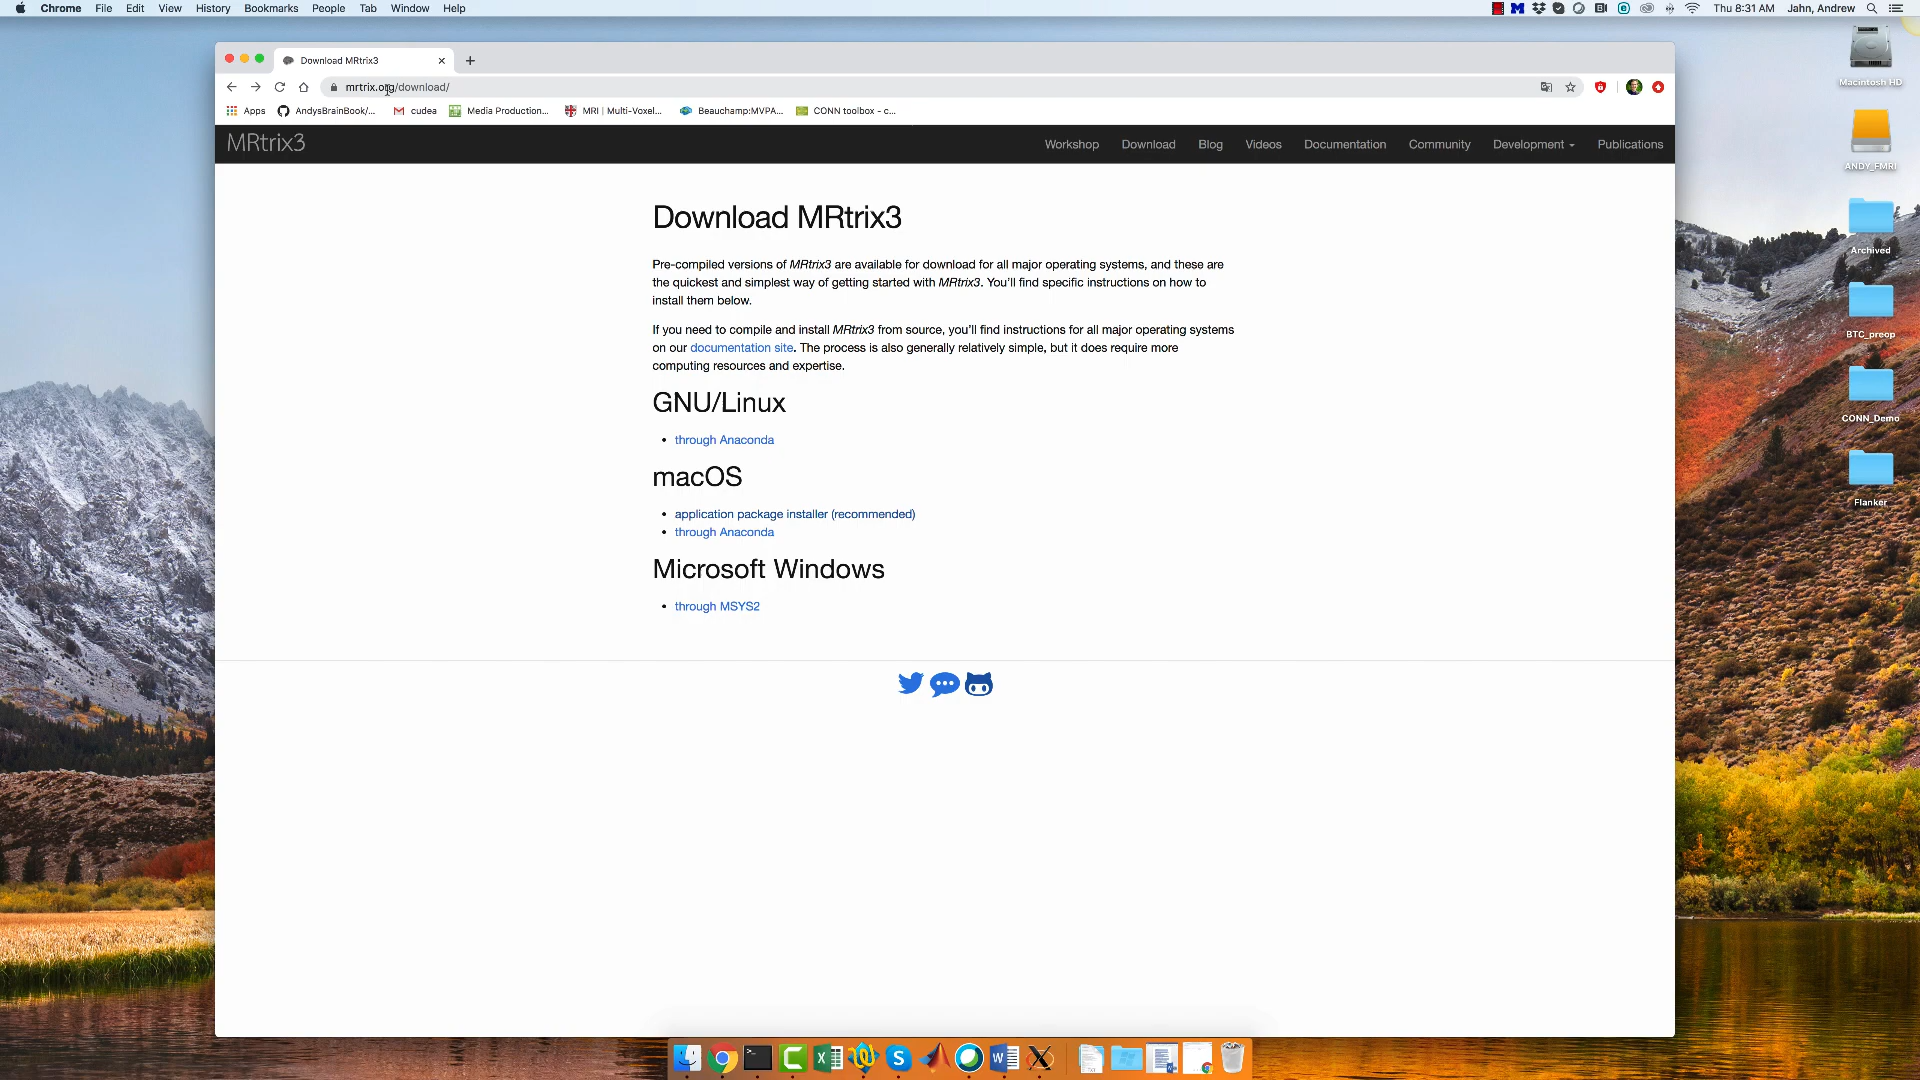 Chrome File Edit View History Bookmarks People Tab Window Help
Thu 8:31 AM Jahn, Andrew
Download MRtrix3
mrtrix.org/download/
Apps AndysBrainBook/... cudea Media Production... MRI | Multi-Voxel... Beauchamp:MVPA... CONN toolbox - c...
MRtrix3 Workshop Download Blog Videos Documentation Community Development Publications
Download MRtrix3
Pre-compiled versions of MRtrix3 are available for download for all major operating systems, and these are
the quickest and simplest way of getting started with MRtrix3. You'll find specific instructions on how to
install them below.
If you need to compile and install MRtrix3 from source, you'll find instructions for all major operating systems
on our documentation site. The process is also generally relatively simple, but it does require more
computing resources and expertise.
GNU/Linux
• through Anaconda
macOS
• application package installer (recommended)
• through Anaconda
Microsoft Windows
• through MSYS2
Macintosh HD
ANDY_FMRI
Archived
BTC_preop
CONN_Demo
Flanker